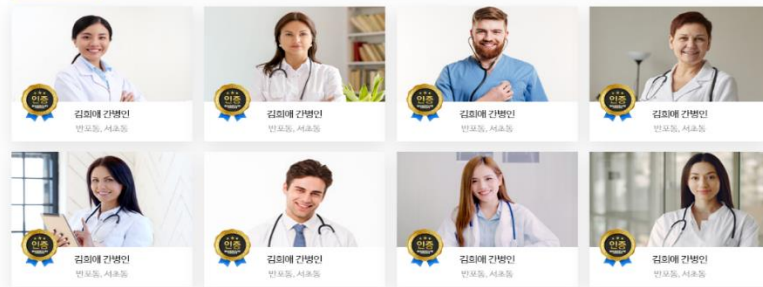 인증
김희애 간병인
반포동, 서초동
인증
김희애 간병인
반포동, 서초동
인증
김희애 간병인
반포동, 서초동
인증
김희애 간병인
반포동, 서초동
인증
김희애 간병인
반포동, 서초동
인증
김희애 간병인
반포동, 서초동
인증
김희애 간병인
반포동, 서초동
인증
김희애 간병인
반포동, 서초동